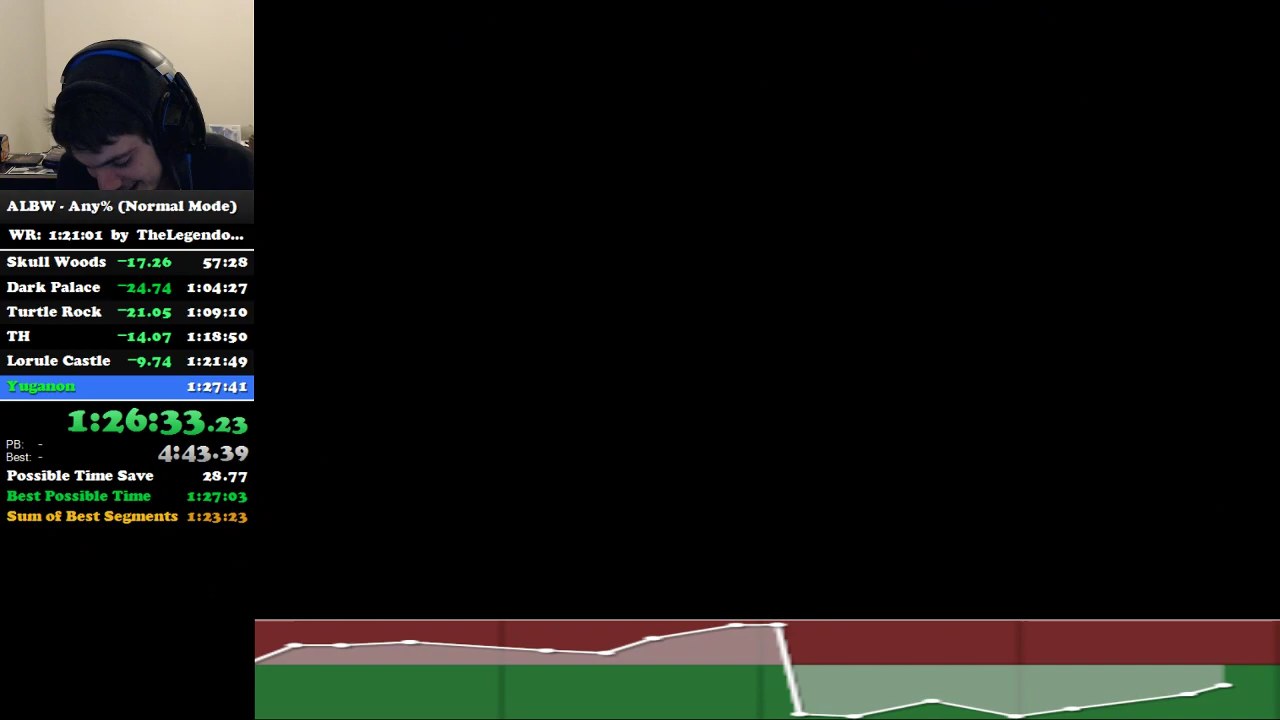 ALBW - Any% (Normal Mode)
WR: 1:21:01 by TheLegendo...
Skull Woods −17.26 57:28
Dark Palace −24.74 1:04:27
Turtle Rock −21.05 1:09:10
TH −14.07 1:18:50
Lorule Castle −9.74 1:21:49
Yuganon 1:27:41
1:26:33.23
PB: -
Best: - 4:43.39
Possible Time Save 28.77
Best Possible Time 1:27:03
Sum of Best Segments 1:23:23